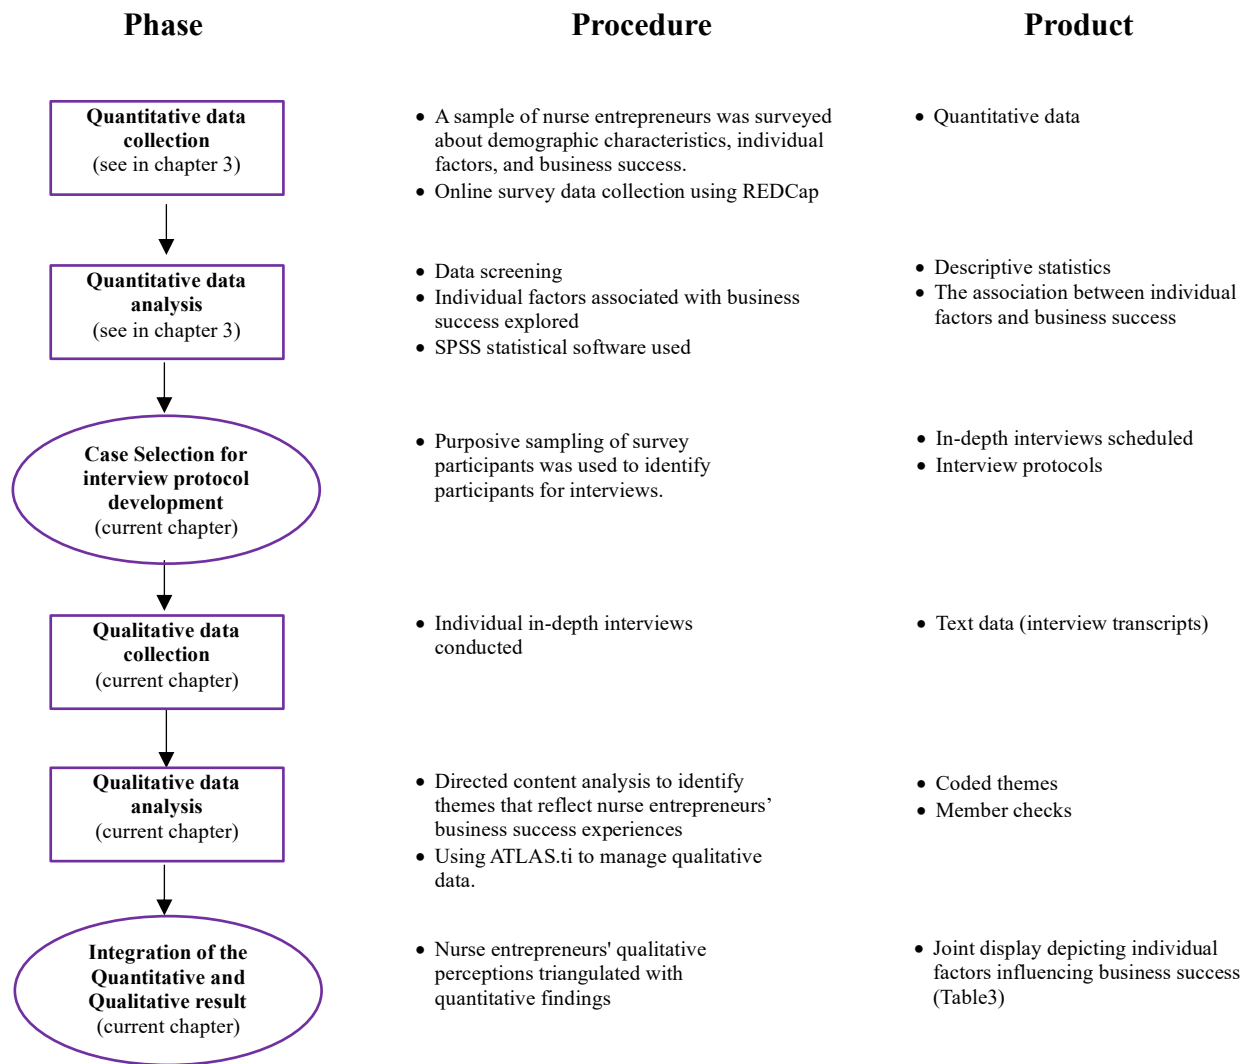 Phase
Procedure
Product
Quantitative data
collection
(see in chapter 3)
• A sample of nurse entrepreneurs was surveyed
about demographic characteristics, individual
factors, and business success.
• Online survey data collection using REDCap
• Quantitative data
Quantitative data
analysis
(see in chapter 3)
• Data screening
• Individual factors associated with business
success explored
• SPSS statistical software used
• Descriptive statistics
• The association between individual
factors and business success
Case Selection for
interview protocol
development
(current chapter)
• Purposive sampling of survey
participants was used to identify
participants for interviews.
• In-depth interviews scheduled
• Interview protocols
Qualitative data
collection
(current chapter)
• Individual in-depth interviews
conducted
• Text data (interview transcripts)
Qualitative data
analysis
(current chapter)
• Directed content analysis to identify
themes that reflect nurse entrepreneurs’
business success experiences
• Using ATLAS.ti to manage qualitative
data.
• Coded themes
• Member checks
Integration of the
Quantitative and
Qualitative result
(current chapter)
• Nurse entrepreneurs' qualitative
perceptions triangulated with
quantitative findings
• Joint display depicting individual
factors influencing business success
(Table3)